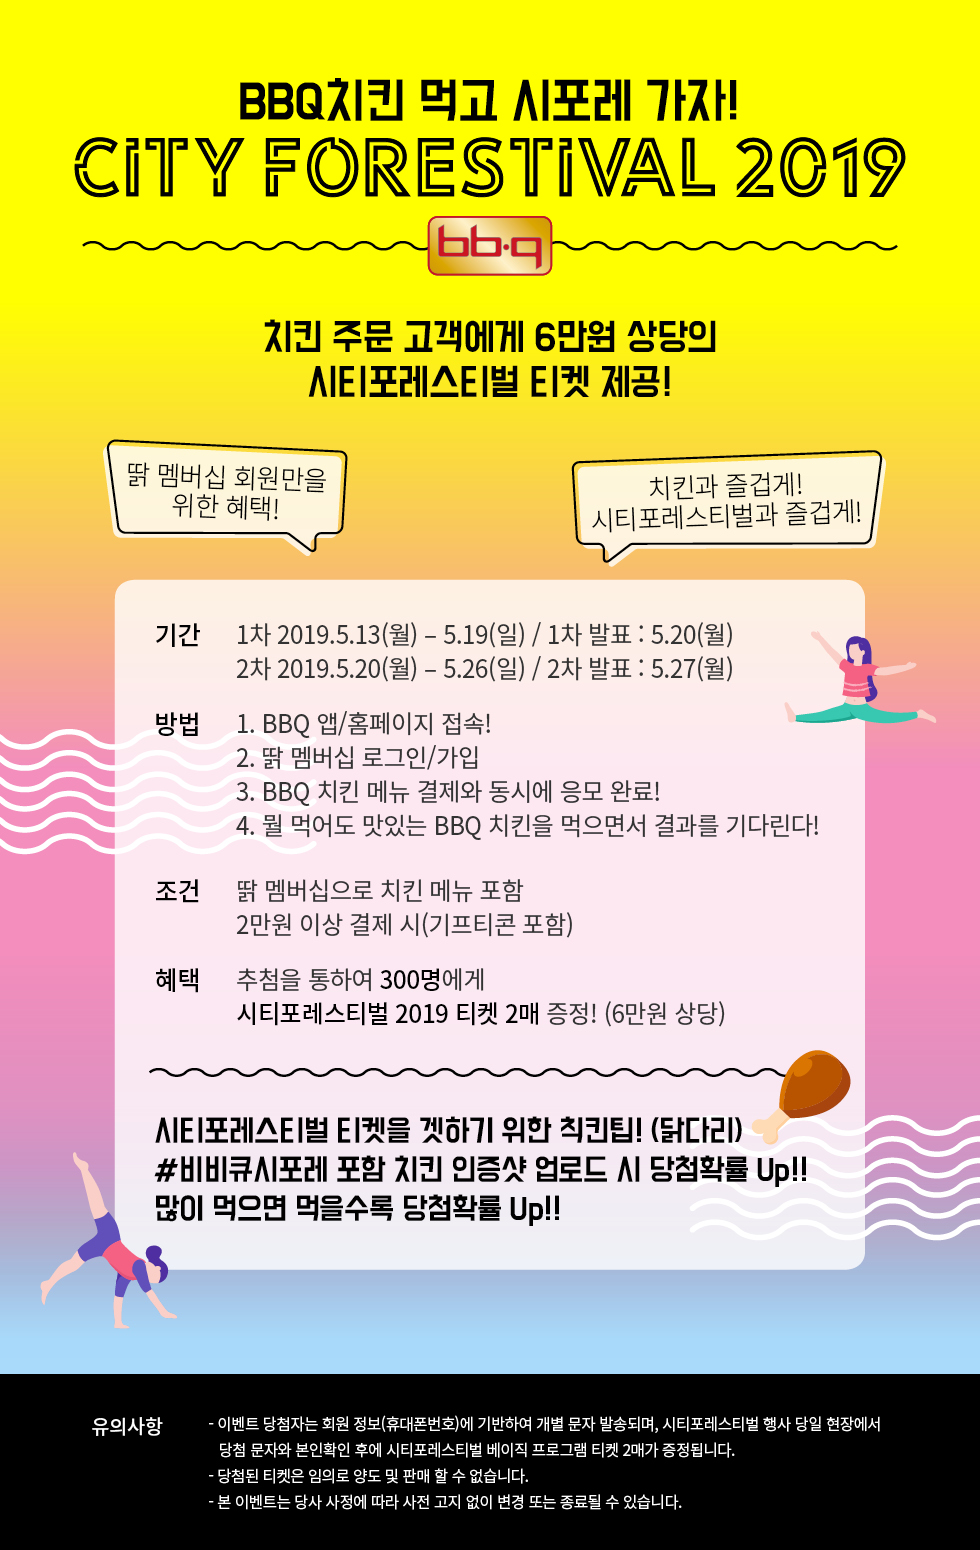 BBQ치킨 먹고 시포레 가자!
CiTY FORESTiVAL 2019
bb·q
치킨 주문 고객에게 6만원 상당의
시티포레스티벌 티켓 제공!
딹 멤버십 회원만을
위한 혜택!
치킨과 즐겁게!
시티포레스티벌과 즐겁게!
기간
1차 2019.5.13(월) – 5.19(일) / 1차 발표 : 5.20(월)
2차 2019.5.20(월) – 5.26(일) / 2차 발표 : 5.27(월)
방법
1. BBQ 앱/홈페이지 접속!
2. 딹 멤버십 로그인/가입
3. BBQ 치킨 메뉴 결제와 동시에 응모 완료!
4. 뭘 먹어도 맛있는 BBQ 치킨을 먹으면서 결과를 기다린다!
조건
딹 멤버십으로 치킨 메뉴 포함
2만원 이상 결제 시(기프티콘 포함)
혜택
추첨을 통하여 300명에게
시티포레스티벌 2019 티켓 2매 증정! (6만원 상당)
시티포레스티벌 티켓을 겟하기 위한 칙킨팁! (닭다리)
#비비큐시포레 포함 치킨 인증샷 업로드 시 당첨확률 Up!!
많이 먹으면 먹을수록 당첨확률 Up!!
유의사항
- 이벤트 당첨자는 회원 정보(휴대폰번호)에 기반하여 개별 문자 발송되며, 시티포레스티벌 행사 당일 현장에서
당첨 문자와 본인확인 후에 시티포레스티벌 베이직 프로그램 티켓 2매가 증정됩니다.
- 당첨된 티켓은 임의로 양도 및 판매 할 수 없습니다.
- 본 이벤트는 당사 사정에 따라 사전 고지 없이 변경 또는 종료될 수 있습니다.